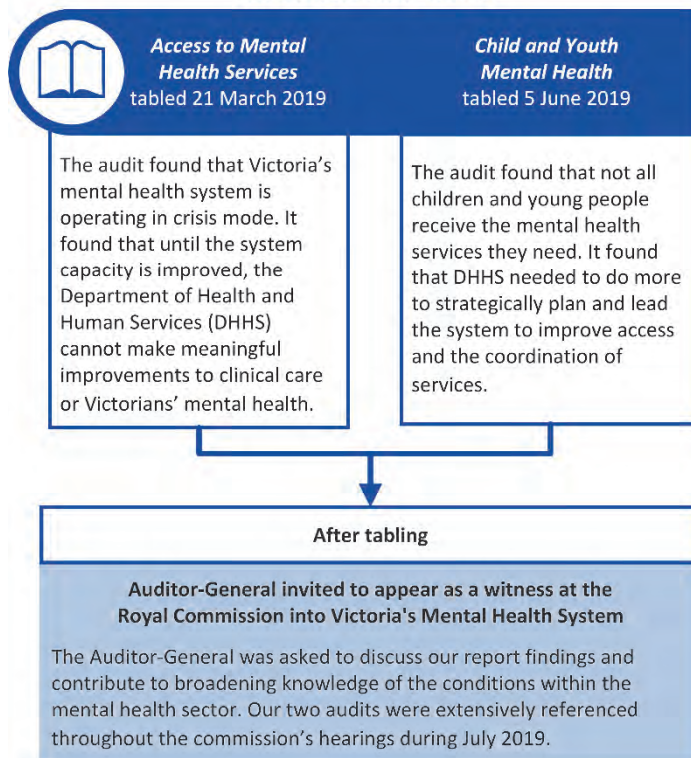 Access to Mental
Health Services
tabled 21 March 2019
The audit found that Victoria’s
mental health system is
operating in crisis mode. It
found that until the system
capacity is improved, the
Department of Health and
Human Services (DHHS)
cannot make meaningful
improvements to clinical care
or Victorians’ mental health.
Child and Youth
Mental Health
tabled 5 June 2019
The audit found that not all
children and young people
receive the mental health
services they need. It found
that DHHS needed to do more
to strategically plan and lead
the system to improve access
and the coordination of
services.
After tabling
Auditor-General invited to appear as a witness at the
Royal Commission into Victoria's Mental Health System
The Auditor-General was asked to discuss our report findings and
contribute to broadening knowledge of the conditions within the
mental health sector. Our two audits were extensively referenced
throughout the commission’s hearings during July 2019.